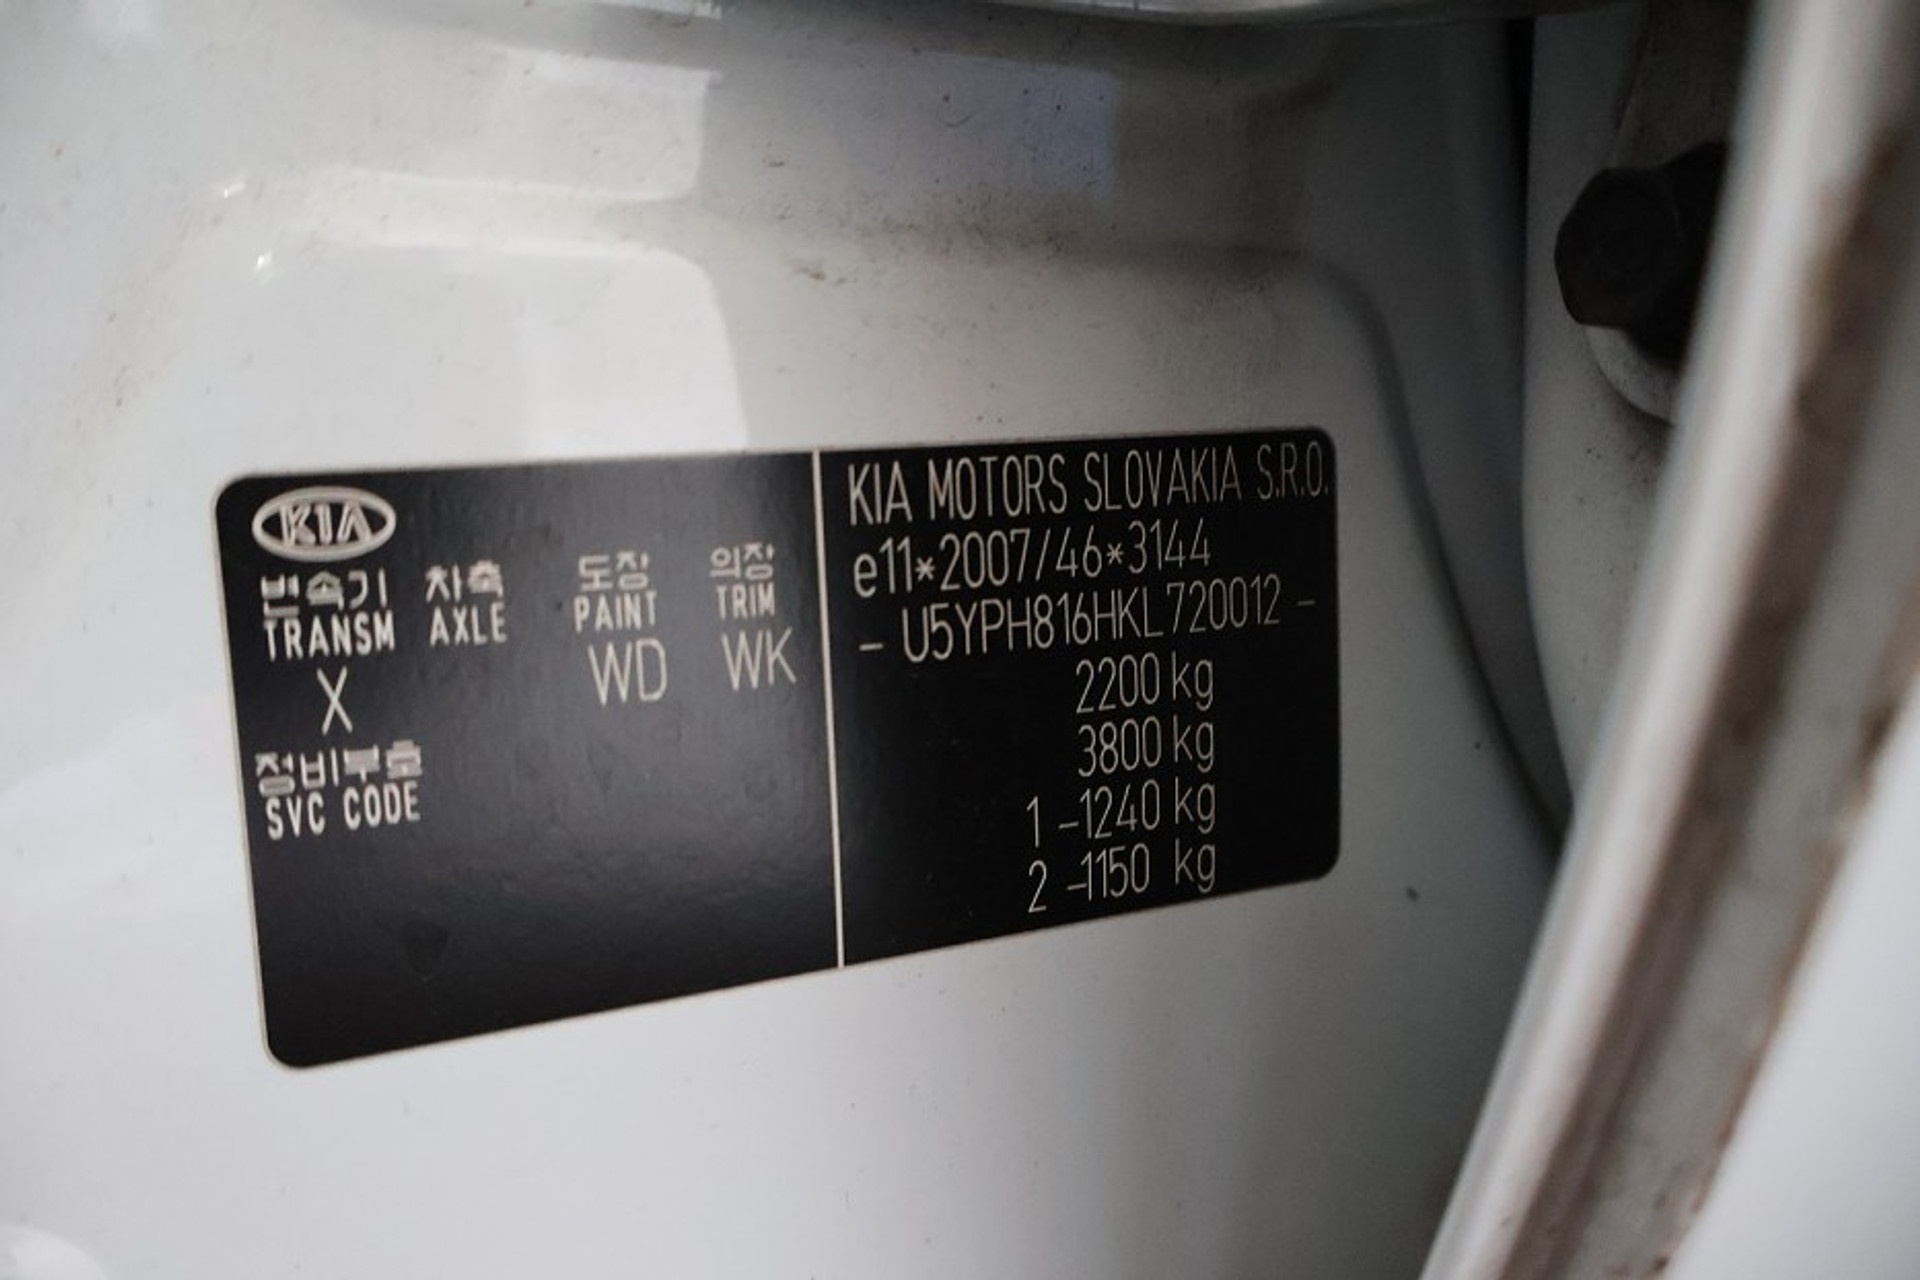 KIA
변속기 차축 도장 의장
TRANSM AXLE PAINT TRIM
X WD WK
정비부호
SVC CODE
KIA MOTORS SLOVAKIA S.R.O.
e11*2007/46*3144
- U5YPH816HKL720012 -
2200 kg
3800 kg
1 -1240 kg
2 -1150 kg